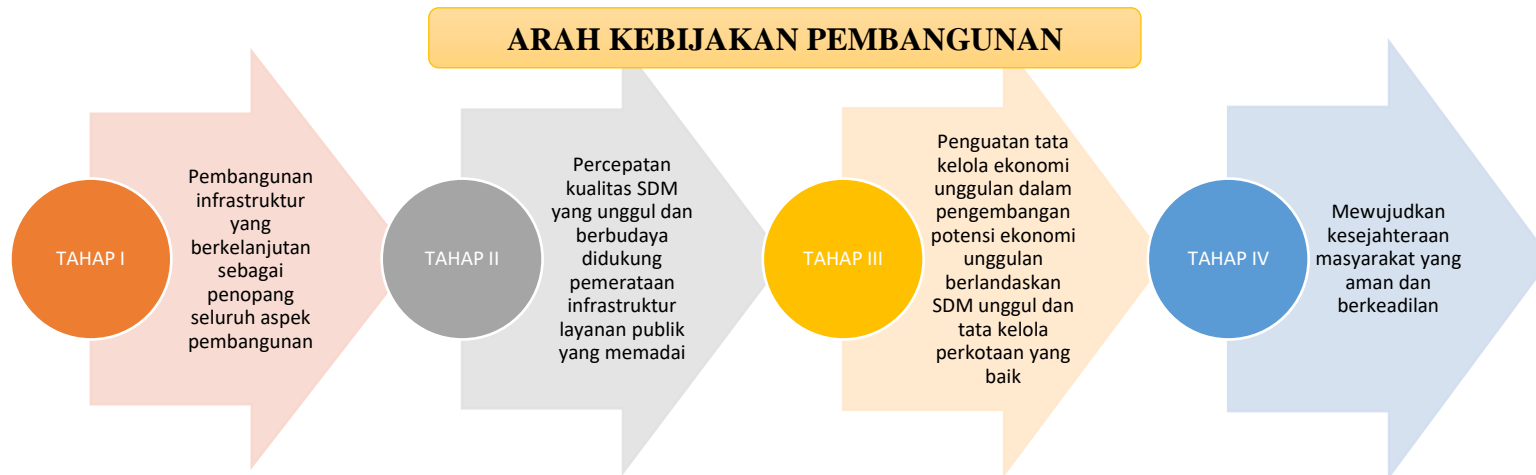 ARAH KEBIJAKAN PEMBANGUNAN
TAHAP I
Pembangunan
infrastruktur
yang
berkelanjutan
sebagai
penopang
seluruh aspek
pembangunan
TAHAP II
Percepatan
kualitas SDM
yang unggul dan
berbudaya
didukung
pemerataan
infrastruktur
layanan publik
yang memadai
TAHAP III
Penguatan tata
kelola ekonomi
unggulan dalam
pengembangan
potensi ekonomi
unggulan
berlandaskan
SDM unggul dan
tata kelola
perkotaan yang
baik
TAHAP IV
Mewujudkan
kesejahteraan
masyarakat yang
aman dan
berkeadilan